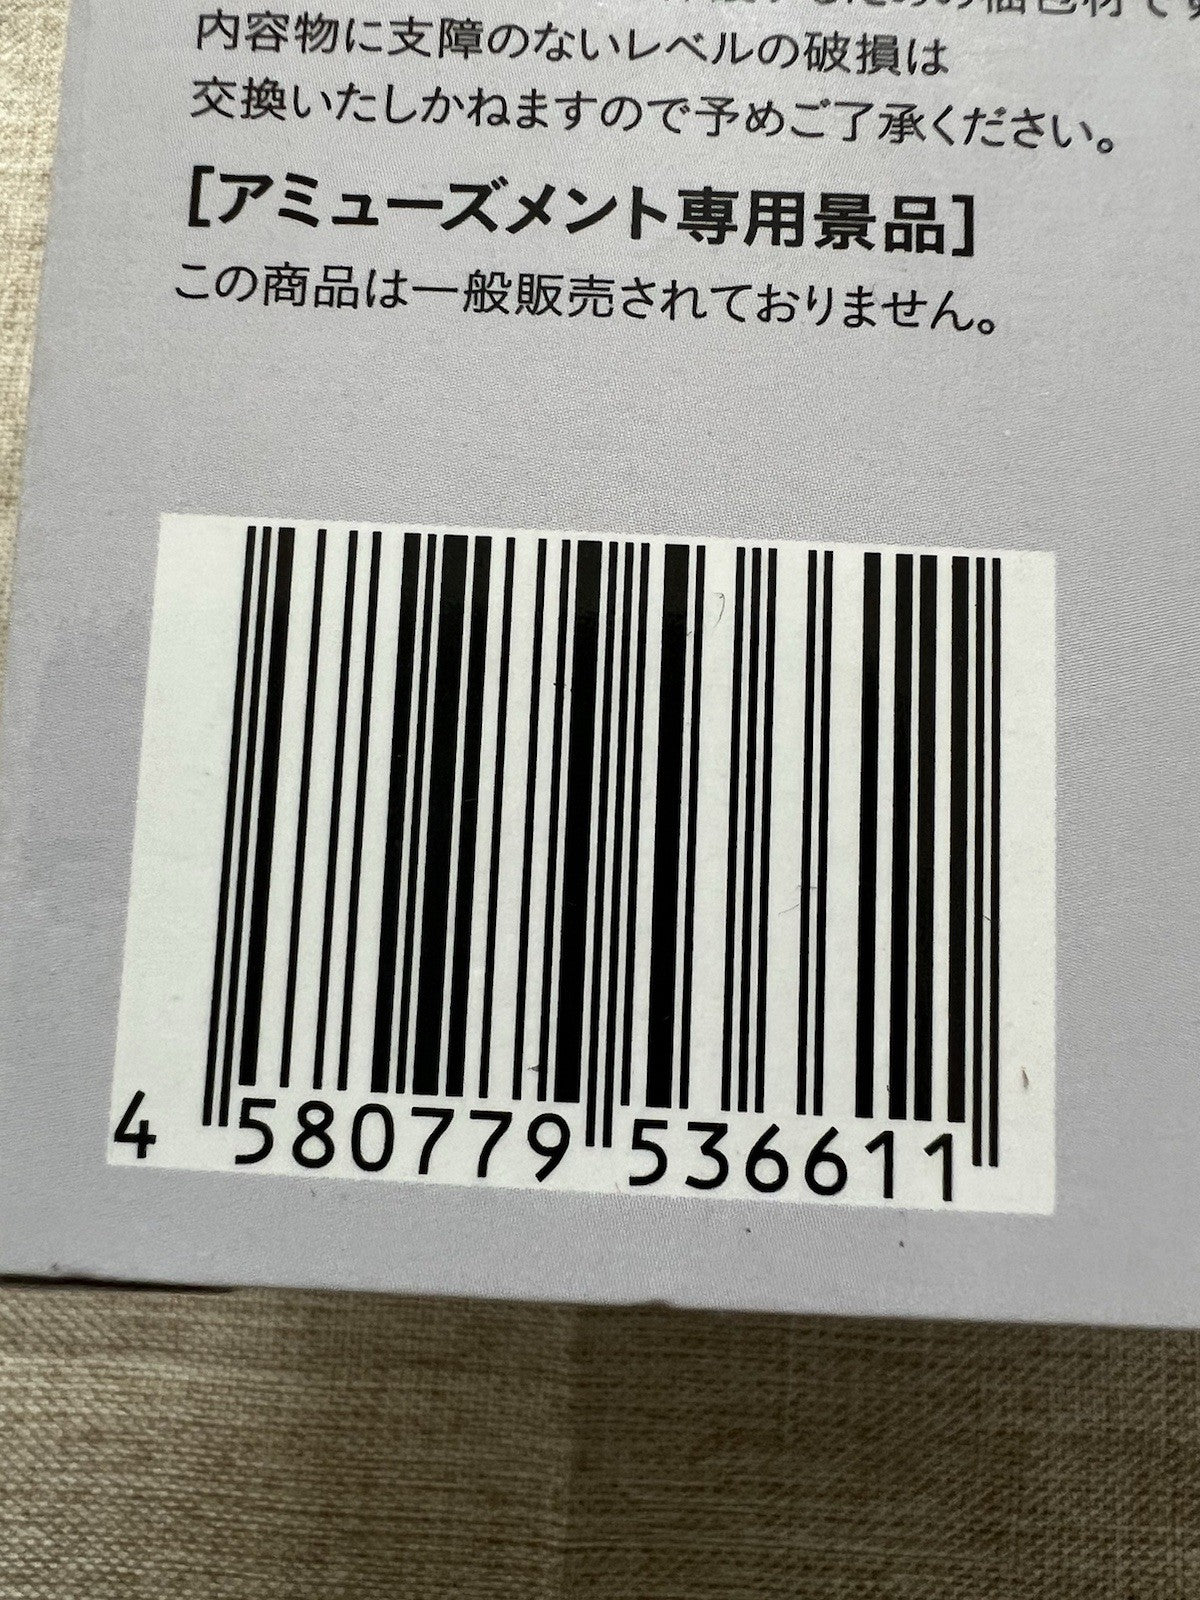 内容物に支障のないレベルの破損は
交換いたしかねますので予めご了承ください。
[アミューズメント専用景品]
この商品は一般販売されておりません。
4 580779 536611